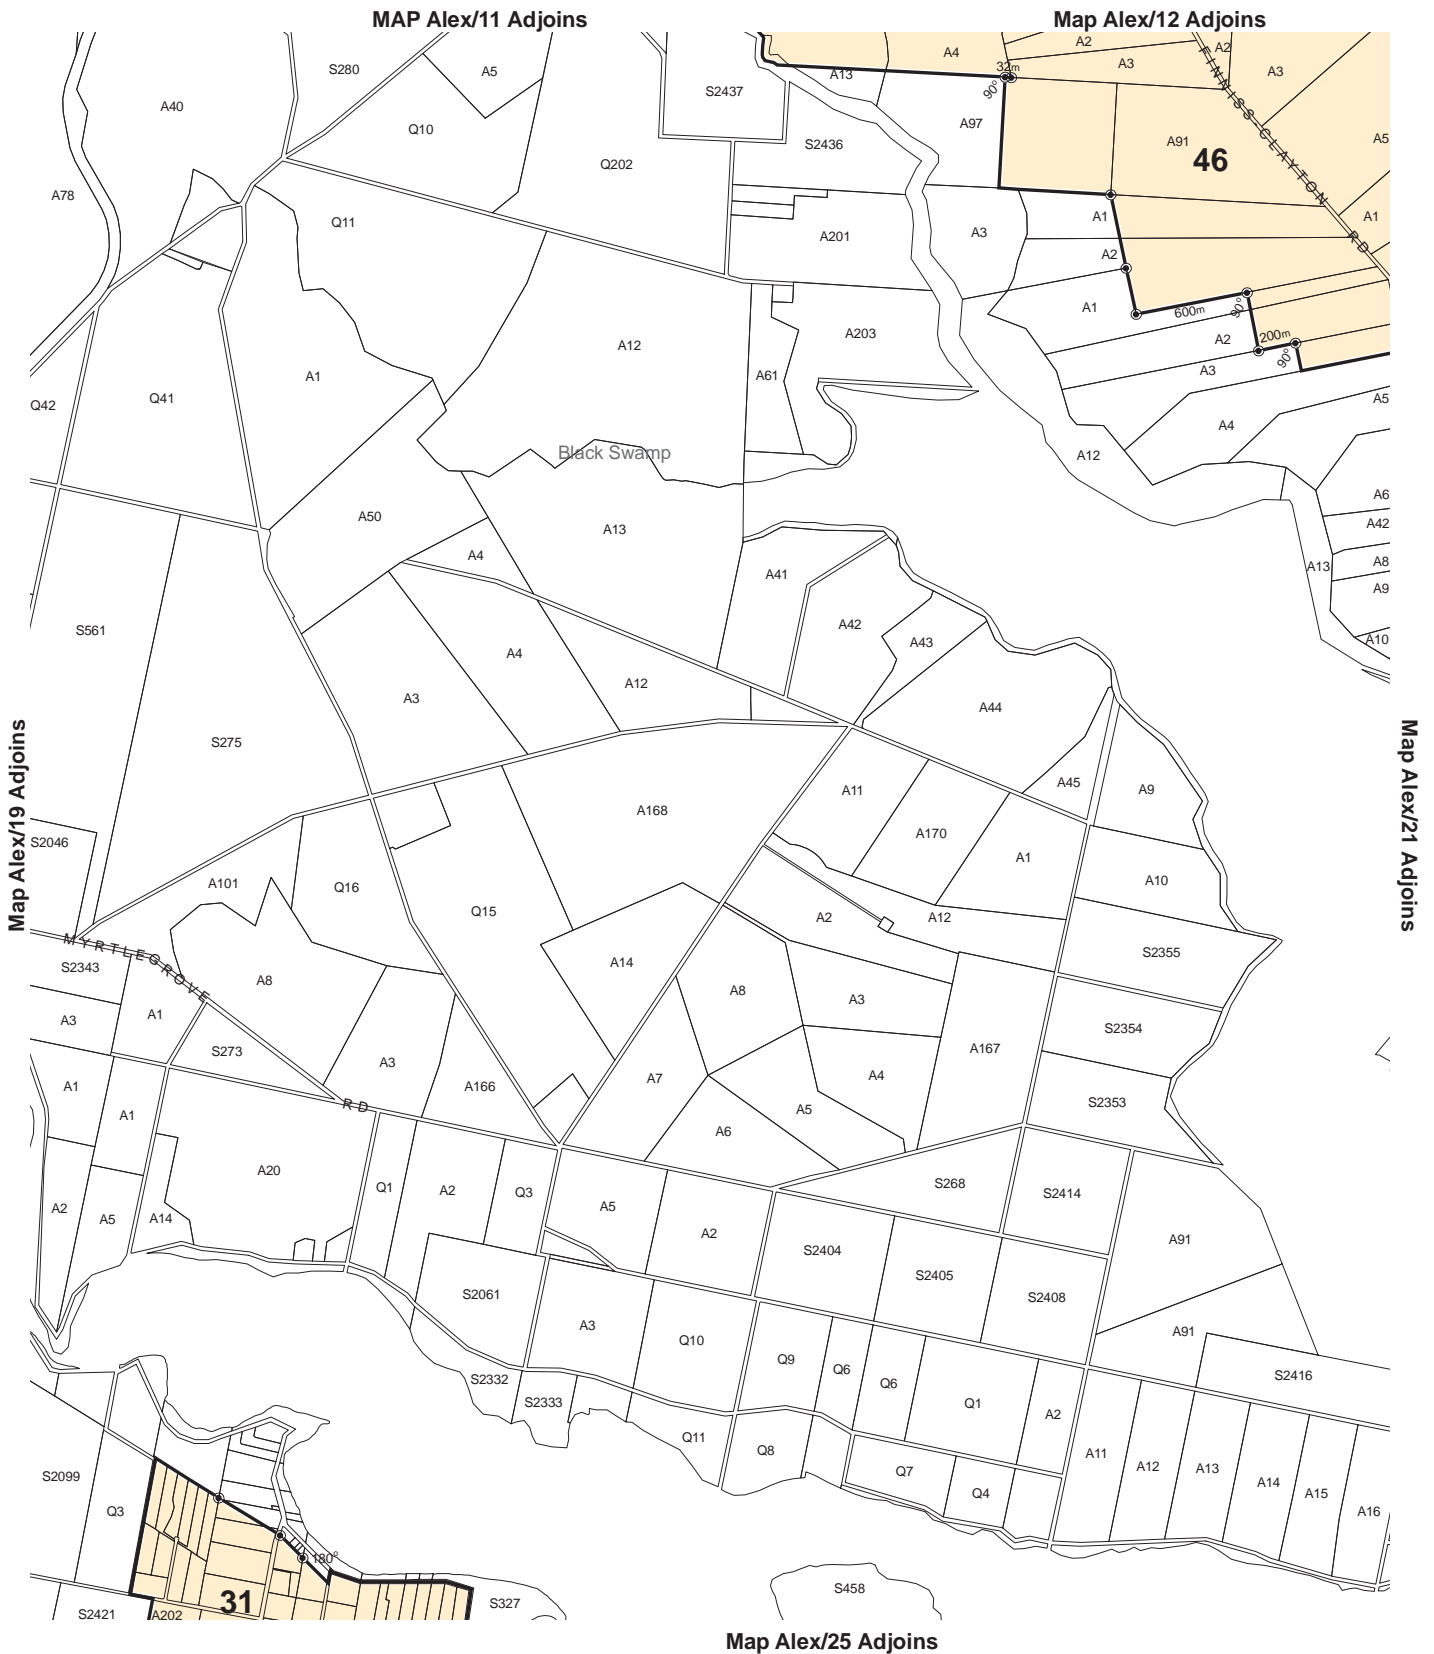 MAP Alex/11 Adjoins
Map Alex/12 Adjoins
S280
A5
A4
A2
A2
A3
A3
32m
A13
90°
S2437
A40
Q10
A97
S2436
A91
46
A5
Q202
FINNISS-CLAYTON RD
A78
Q11
A1
A1
A201
A3
A2
A1
600m
90°
A203
A12
200m
A2
90°
A61
A3
A1
Q42
Q41
A5
A4
Black Swamp
A12
A6
A50
A13
A42
A4
A8
A13
A41
A9
S561
A42
A43
A10
A4
A12
A3
A44
Map Alex/19 Adjoins
Map Alex/21 Adjoins
S275
A45
A11
A9
A168
A170
S2046
A1
A101
Q16
A10
Q15
A2
A12
MYRTLEGROVE RD
S2343
S2355
A14
A8
A8
A3
A1
A3
S2354
S273
A167
A3
A7
A4
A1
A166
S2353
A1
A5
A6
A20
Q1
A2
Q3
S268
S2414
A2
A5
A14
A5
A2
S2404
A91
S2405
S2061
S2408
A3
Q10
A91
Q9
Q6
Q6
S2416
S2332
S2333
Q1
A2
Q11
Q8
A11
A12
A13
A14
A15
A16
Q7
Q4
S2099
Q3
180°
31
S327
S458
S2421
A202
Map Alex/25 Adjoins